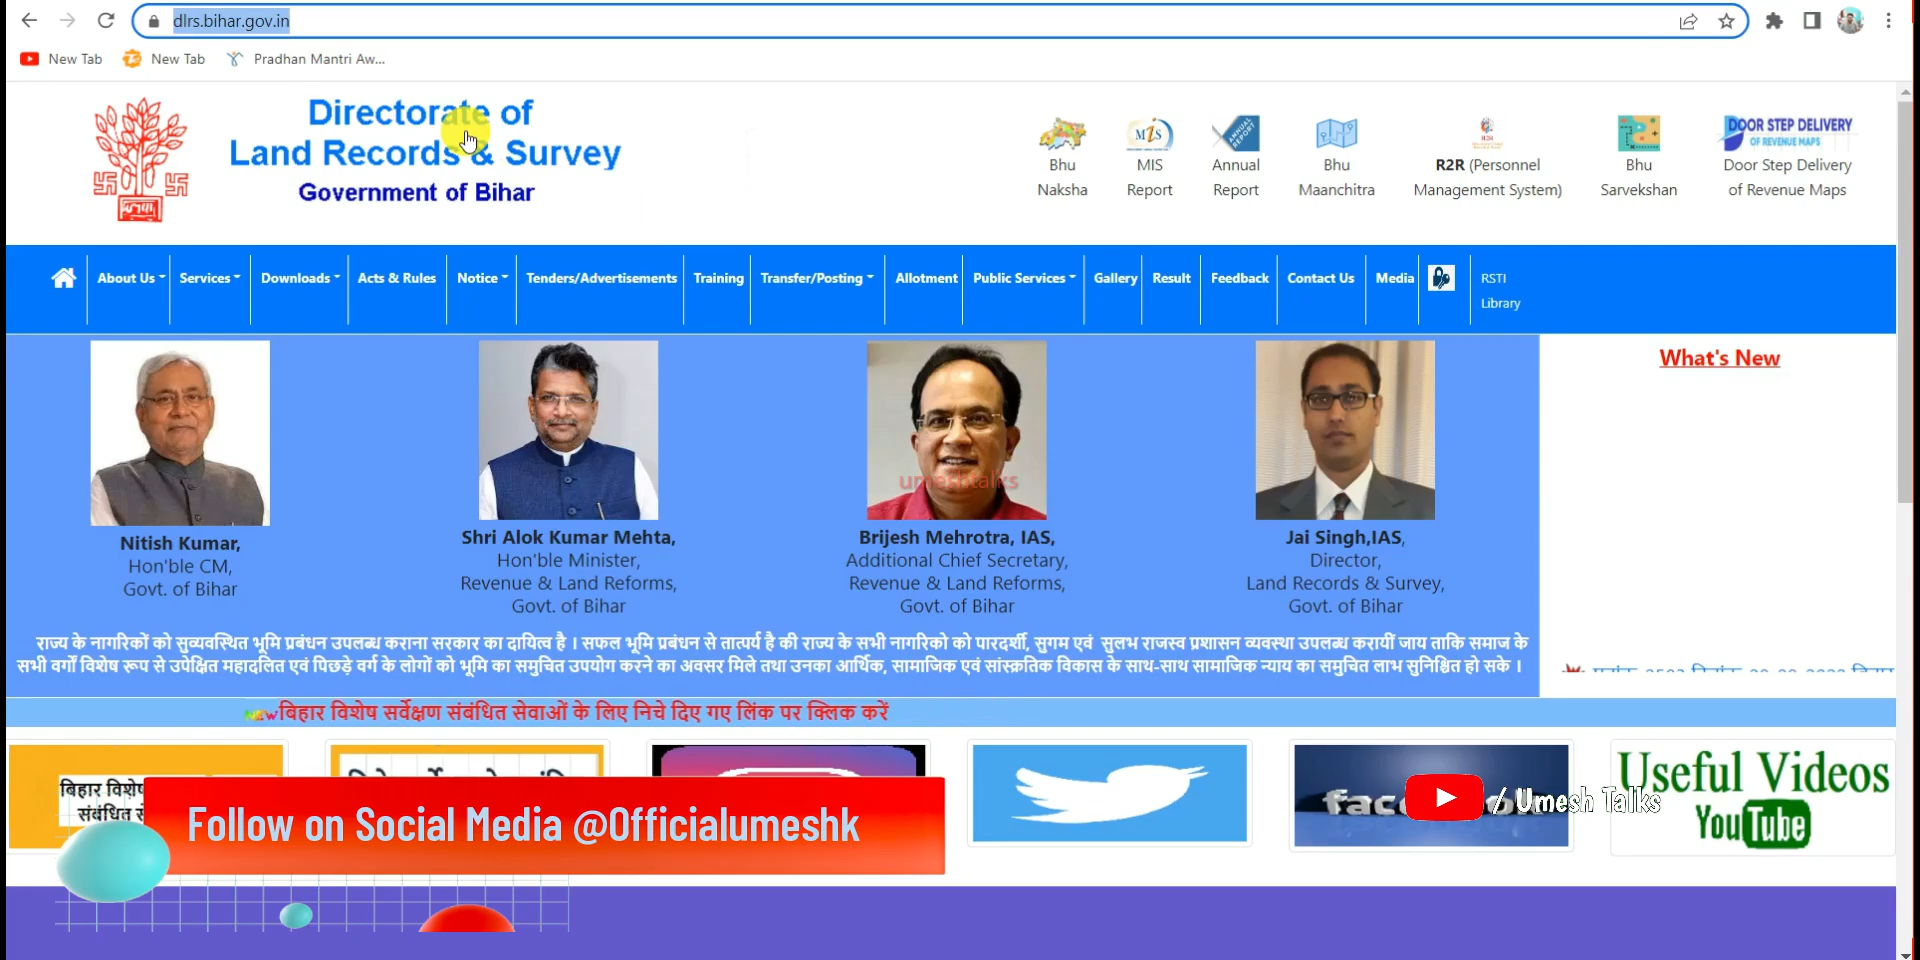 dlrs.bihar.gov.in
New Tab
New Tab
Pradhan Mantri Aw...
Directorate of
Land Records & Survey
Government of Bihar
Bhu
Naksha
MIS
Report
Annual
Report
Bhu
Maanchitra
R2R (Personnel
Management System)
Bhu
Sarvekshan
DOOR STEP DELIVERY
OF REVENUE MAPS
Door Step Delivery
of Revenue Maps
MIS
ANNUAL
REPORT
About Us
Services
Downloads
Acts & Rules
Notice
Tenders/Advertisements
Training
Transfer/Posting
Allotment
Public Services
Gallery
Result
Feedback
Contact Us
Media
RSTI
Library
What's New
umeshtalks
Nitish Kumar,
Hon'ble CM,
Govt. of Bihar
Shri Alok Kumar Mehta,
Hon'ble Minister,
Revenue & Land Reforms,
Govt. of Bihar
Brijesh Mehrotra, IAS,
Additional Chief Secretary,
Revenue & Land Reforms,
Govt. of Bihar
Jai Singh,IAS,
Director,
Land Records & Survey,
Govt. of Bihar
राज्य के नागरिकों को सुव्यवस्थित भूमि प्रबंधन उपलब्ध कराना सरकार का दायित्व है । सफल भूमि प्रबंधन से तात्पर्य है की राज्य के सभी नागरिको को पारदर्शी, सुगम एवं सुलभ राजस्व प्रशासन व्यवस्था उपलब्ध करायीं जाय ताकि समाज के
सभी वर्गों विशेष रूप से उपेक्षित महादलित एवं पिछड़े वर्ग के लोगों को भूमि का समुचित उपयोग करने का अवसर मिले तथा उनका आर्थिक, सामाजिक एवं सांस्क्रतिक विकास के साथ-साथ सामाजिक न्याय का समुचित लाभ सुनिश्चित हो सके ।
New बिहार विशेष सर्वेक्षण संबंधित सेवाओं के लिए निचे दिए गए लिंक पर क्लिक करें
बिहार विशे
संबंधित
Follow on Social Media @Officialumeshk
facebook
/ Umesh Talks
Useful Videos
YouTube